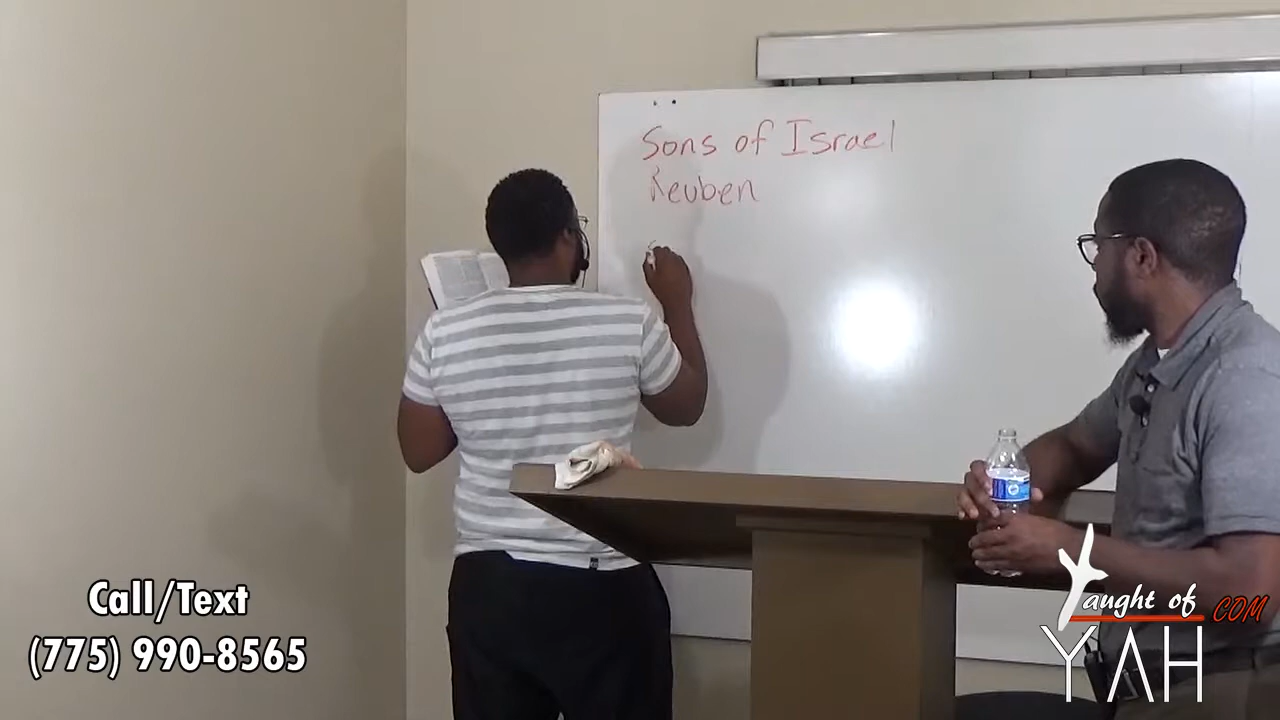 Sons of Israel
Reuben
Call/Text
(775) 990-8565
Taught of
YAH
.COM